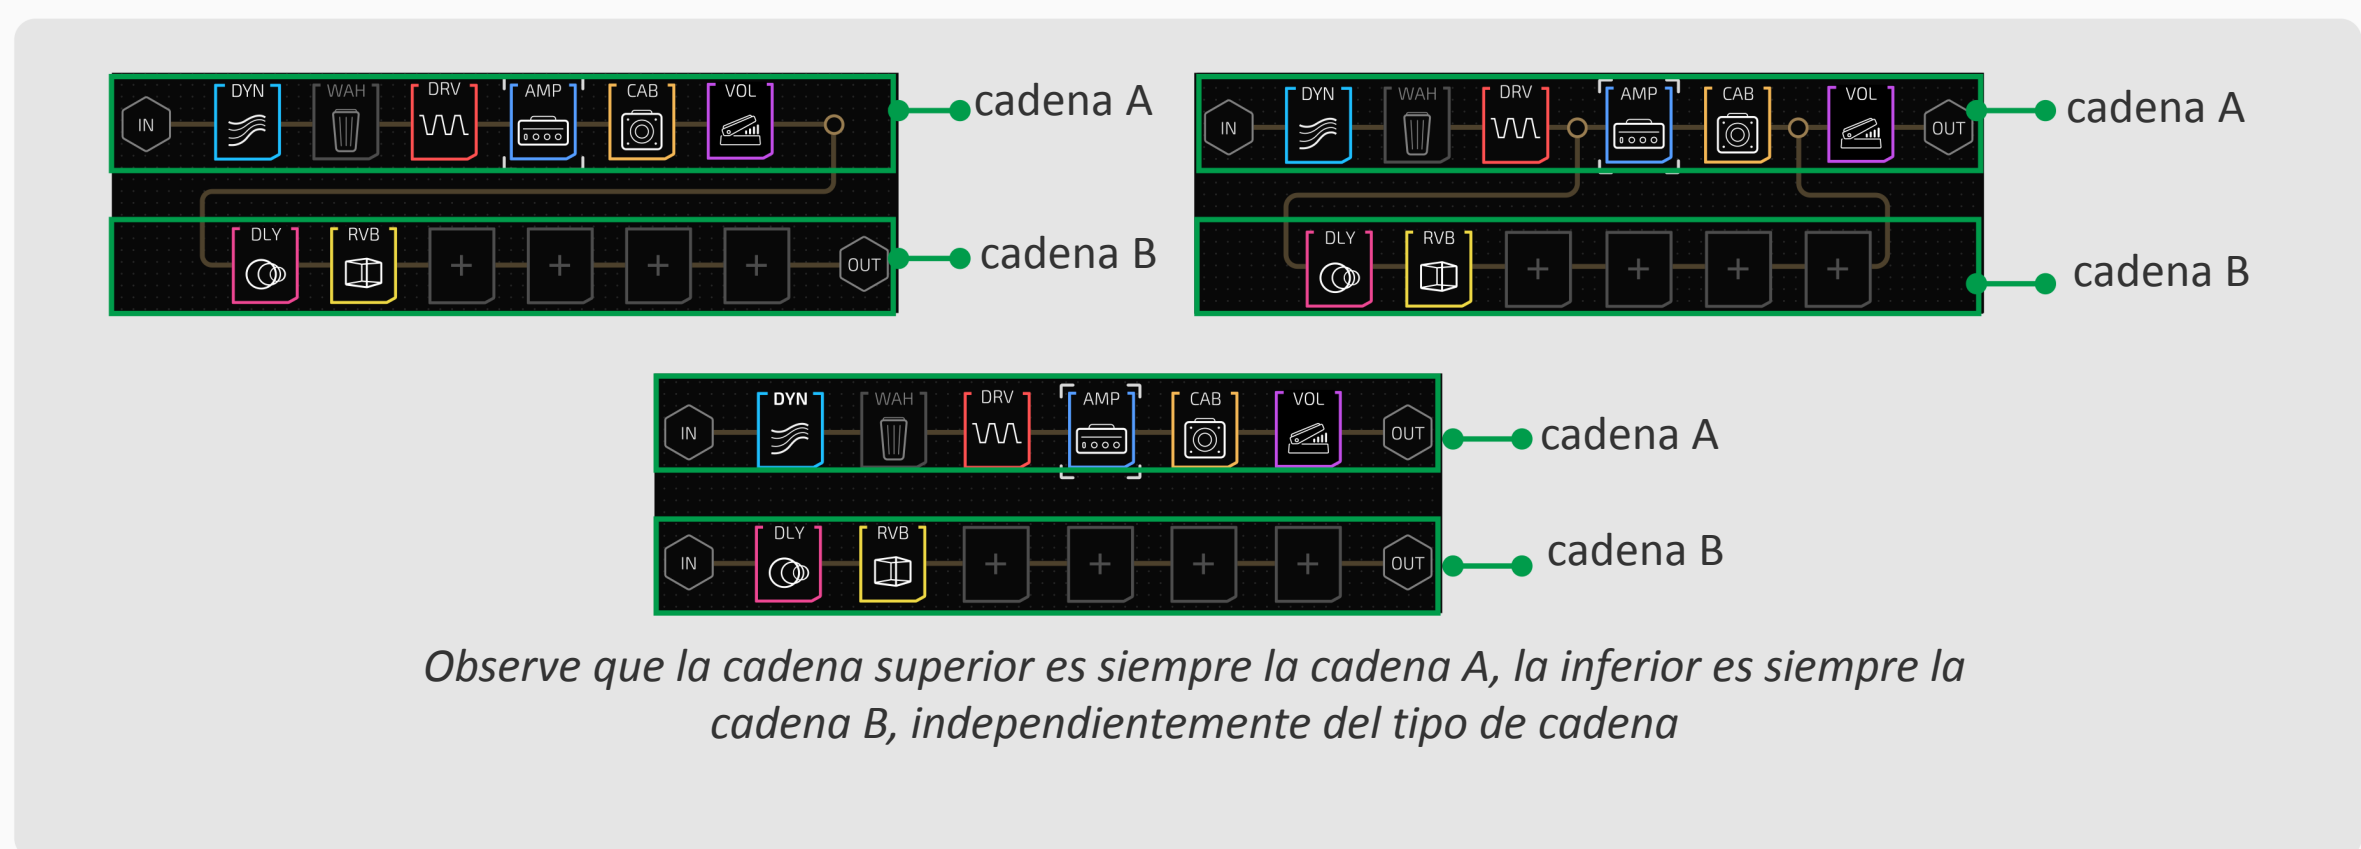 DYN WAH DRV AMP CAB VOL
IN
cadena A
DLY RVB
+ + + + OUT
cadena B
DYN WAH DRV AMP CAB VOL
IN OUT
cadena A
DLY RVB
+ + + +
cadena B
DYN WAH DRV AMP CAB VOL
IN OUT
cadena A
DLY RVB
IN + + + + OUT
cadena B
Observe que la cadena superior es siempre la cadena A, la inferior es siempre la
cadena B, independientemente del tipo de cadena